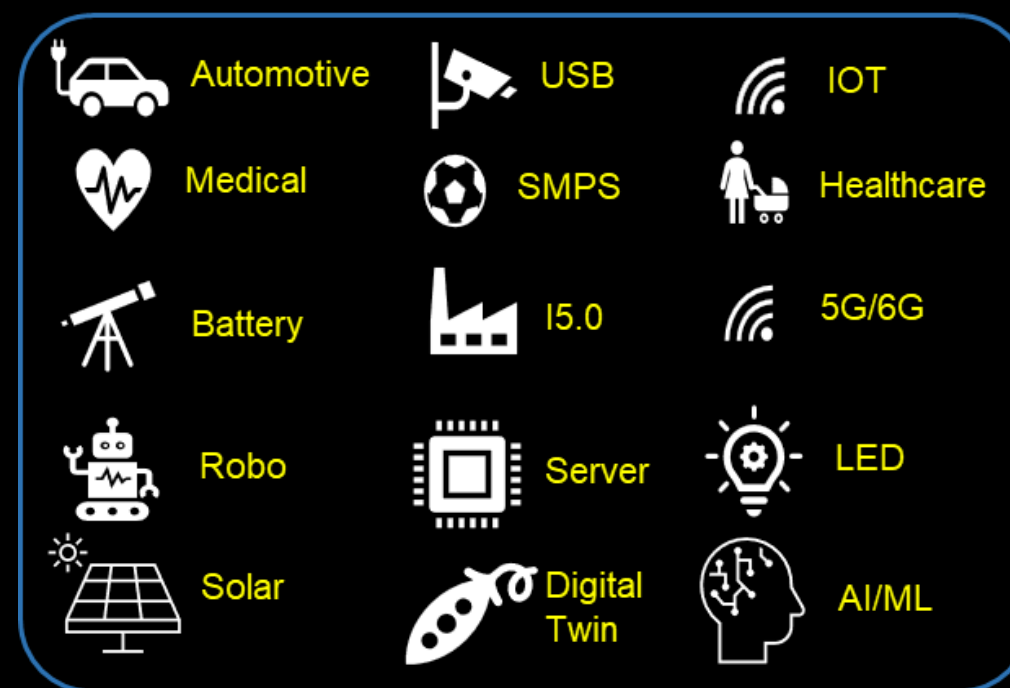 Automotive
USB
IOT
Medical
SMPS
Healthcare
Battery
I5.0
5G/6G
Robo
Server
LED
Solar
Digital
Twin
AI/ML